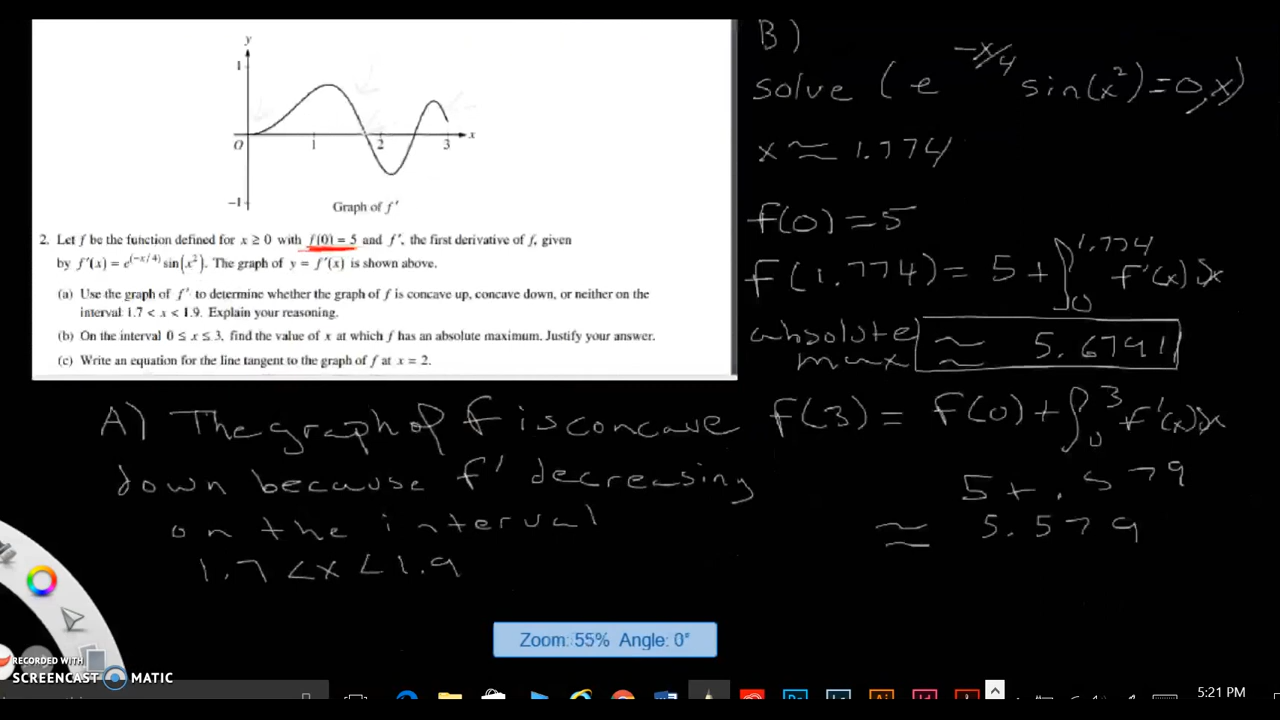 y
1
O
1
2
3
x
-1
Graph of f′
2. Let f be the function defined for x ≥ 0 with f(0) = 5 and f′, the first derivative of f, given
by f′(x) = e^(-x/4) sin(x²). The graph of y = f′(x) is shown above.
(a) Use the graph of f′ to determine whether the graph of f is concave up, concave down, or neither on the
interval 1.7 < x < 1.9. Explain your reasoning.
(b) On the interval 0 ≤ x ≤ 3, find the value of x at which f has an absolute maximum. Justify your answer.
(c) Write an equation for the line tangent to the graph of f at x = 2.
A) The graph of f is concave
down because f' decreasing
on the interval
1.7 < x < 1.9
B)
solve (e^(-x/4) sin(x²)=0,x)
x ≈ 1.774
f(0) = 5
f(1.774) = 5 + ∫₀^1.774 f'(x)dx
absolute max ≈ 5.6791
f(3) = f(0) + ∫₀³ f'(x)dx
5 + .579
≈ 5.579
Zoom: 55% Angle: 0°
RECORDED WITH
SCREENCAST MATIC
5:21 PM